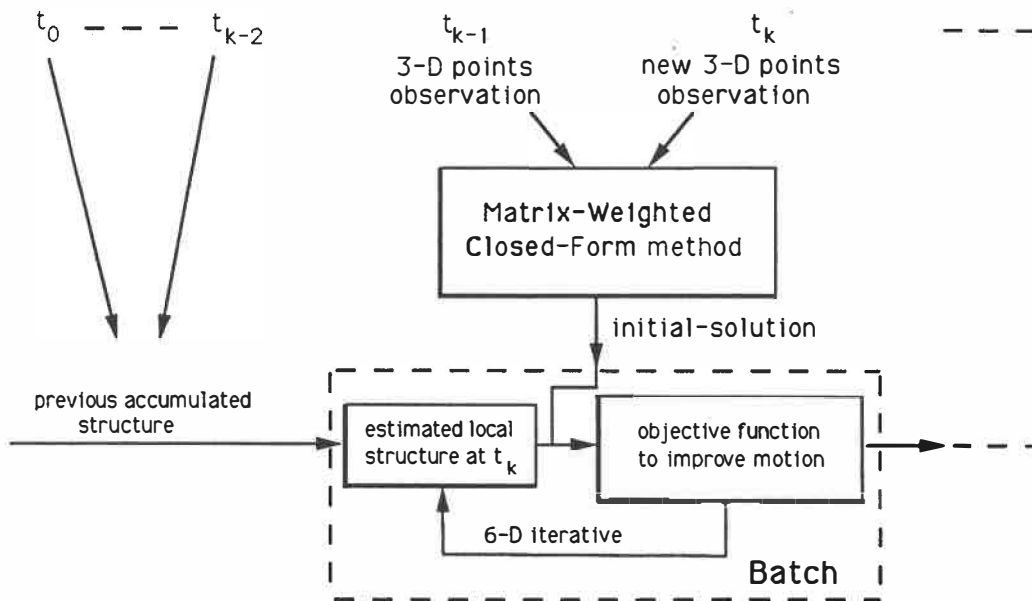 t0 t k-2 t k-1 t k
3-D points
observation
new 3-D points
observation
Matrix-Weighted
Closed-Form method
initial-solution
previous accumulated
structure
estimated local
structure at t k
objective function
to improve motion
6-D iterative
Batch